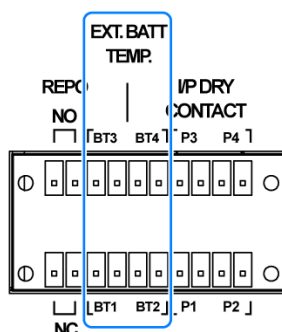 EXT. BATT
TEMP.
REPO I/P DRY
NO CONTACT
BT3 BT4 P3 P4
BT1 BT2 P1 P2
NC